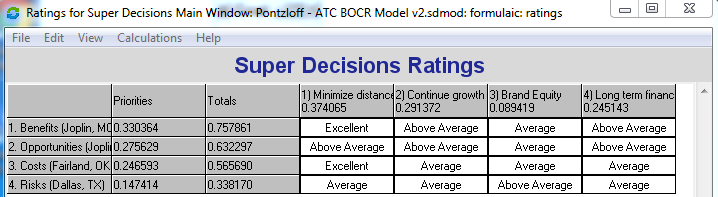 Ratings for Super Decisions Main Window: Pontzloff - ATC BOCR Model v2.sdmod: formulaic: ratings
File Edit View Calculations Help
Super Decisions Ratings
Priorities Totals 1) Minimize distance 2) Continue growth 3) Brand Equity 4) Long term financ
0.374065 0.291372 0.089419 0.245143
1. Benefits (Joplin, MO 0.330364 0.757861 Excellent Above Average Average Above Average
2. Opportunities (Joplin 0.275629 0.632297 Above Average Above Average Average Above Average
3. Costs (Fairland, OK 0.246593 0.565690 Excellent Average Average Average
4. Risks (Dallas, TX) 0.147414 0.338170 Average Average Above Average Average